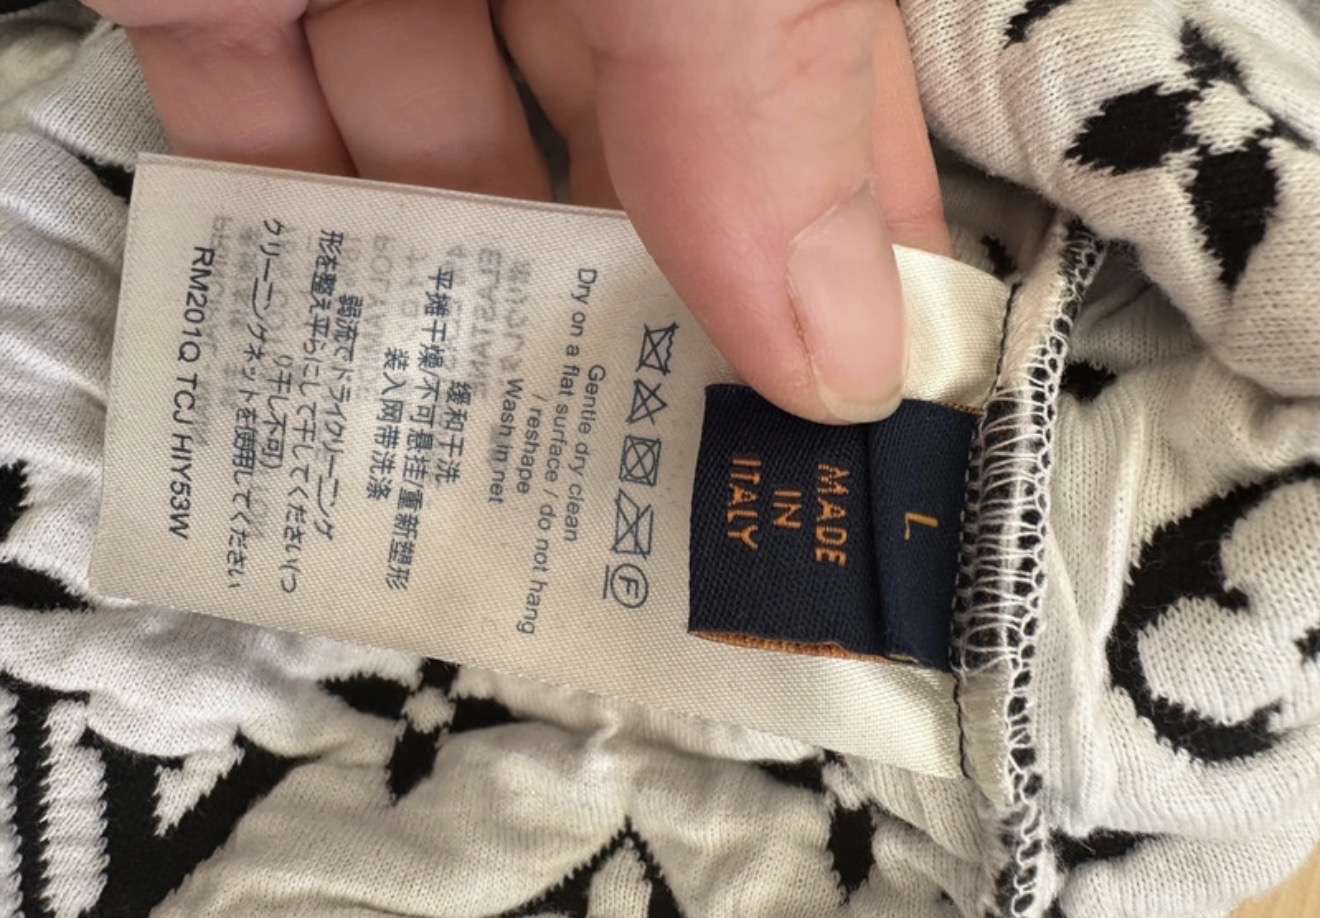 L
MADE
IN
ITALY
F
Gentle dry clean
Dry on a flat surface / do not hang
/ reshape
Wash in net
缓和干洗
平摊干燥/不可悬挂/重新塑形
装入网带洗涤
弱流でドライクリーニング
形を整え平らにして干してください(つ
り干し不可)
クリーニングネットを使用してください
RM201Q TCJ HIY53W